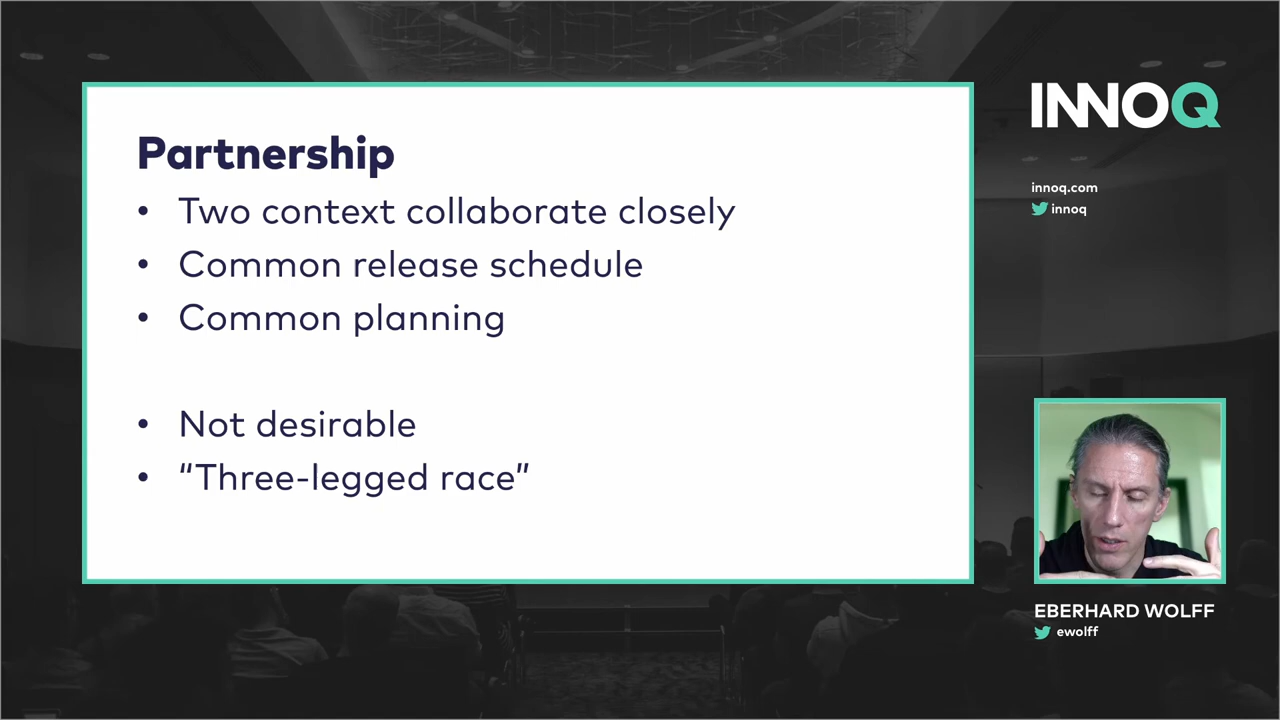 Partnership
• Two context collaborate closely
• Common release schedule
• Common planning
• Not desirable
• “Three-legged race”
INNOQ
innoq.com
innoq
EBERHARD WOLFF
ewolff